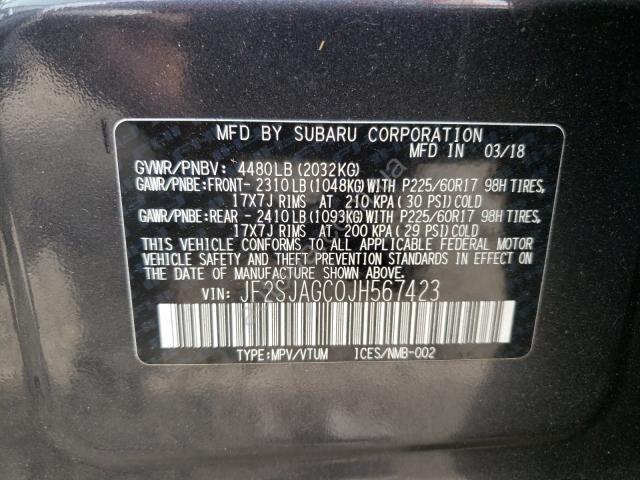 MFD BY SUBARU CORPORATION
MFD IN 03/18
GVWR/PNBV: 4480LB(2032KG)
GAWR/PNBE:FRONT- 2310LB(1048KG)WITH P225/60R17 98H TIRES,
17X7J RIMS AT 210 KPA(30 PSI)COLD
GAWR/PNBE:REAR - 2410LB(1093KG)WITH P225/60R17 98H TIRES,
17X7J RIMS AT 200 KPA(29 PSI)COLD
THIS VEHICLE CONFORMS TO ALL APPLICABLE FEDERAL MOTOR
VEHICLE SAFETY AND THEFT PREVENTION STANDARDS IN EFFECT
ON THE DATE OF MANUFACTURE SHOWN ABOVE.
VIN: JF2SJAGC0JH567423
TYPE:MPV/VTUM ICES/NMB-002